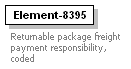 Element-8395
Returnable package freight
payment responsibility,
coded